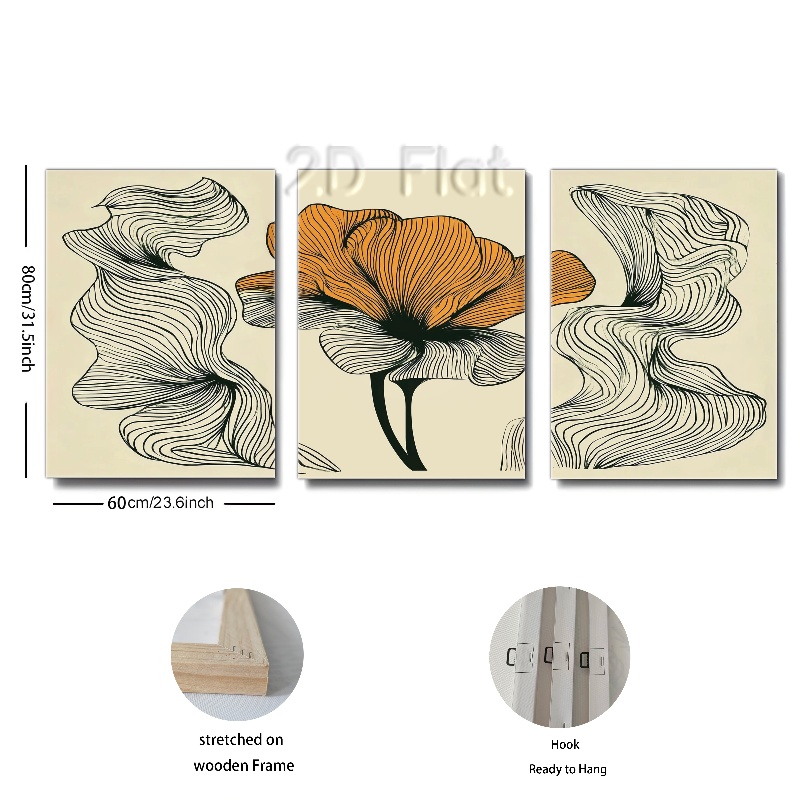 2D Flat
80cm/31.5inch
60cm/23.6inch
stretched on
wooden Frame
Hook
Ready to Hang